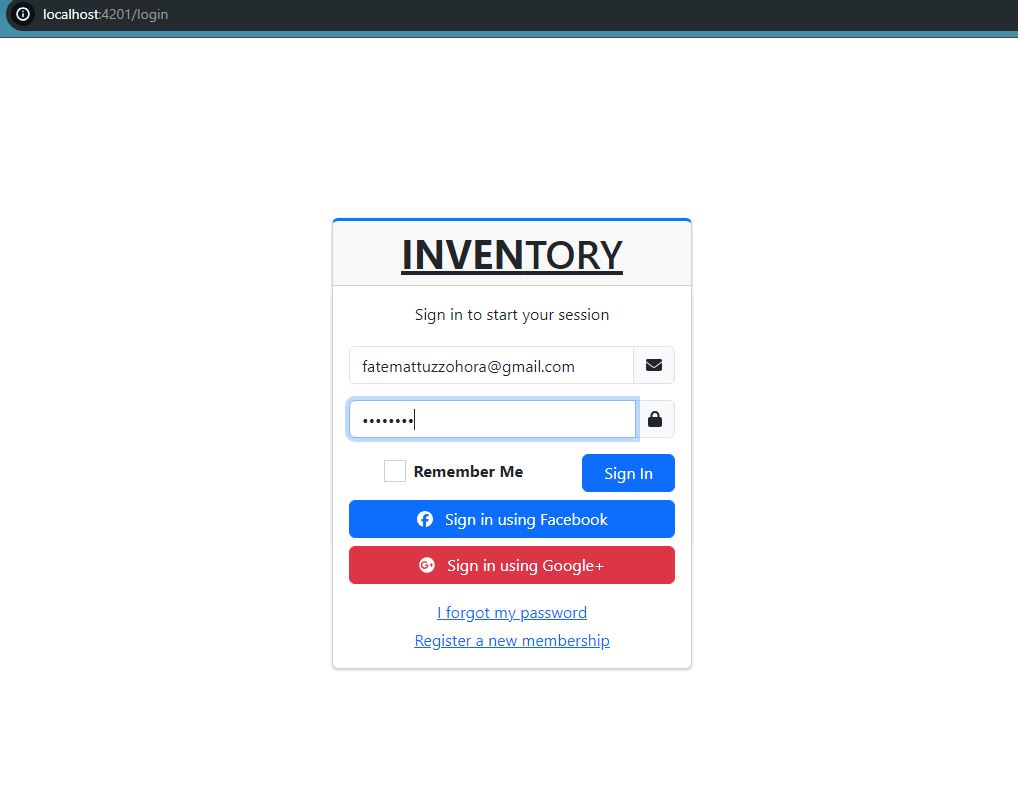 localhost:4201/login
INVENTORY
Sign in to start your session
fatemattuzzohora@gmail.com
••••••••
Remember Me
Sign In
Sign in using Facebook
Sign in using Google+
I forgot my password
Register a new membership